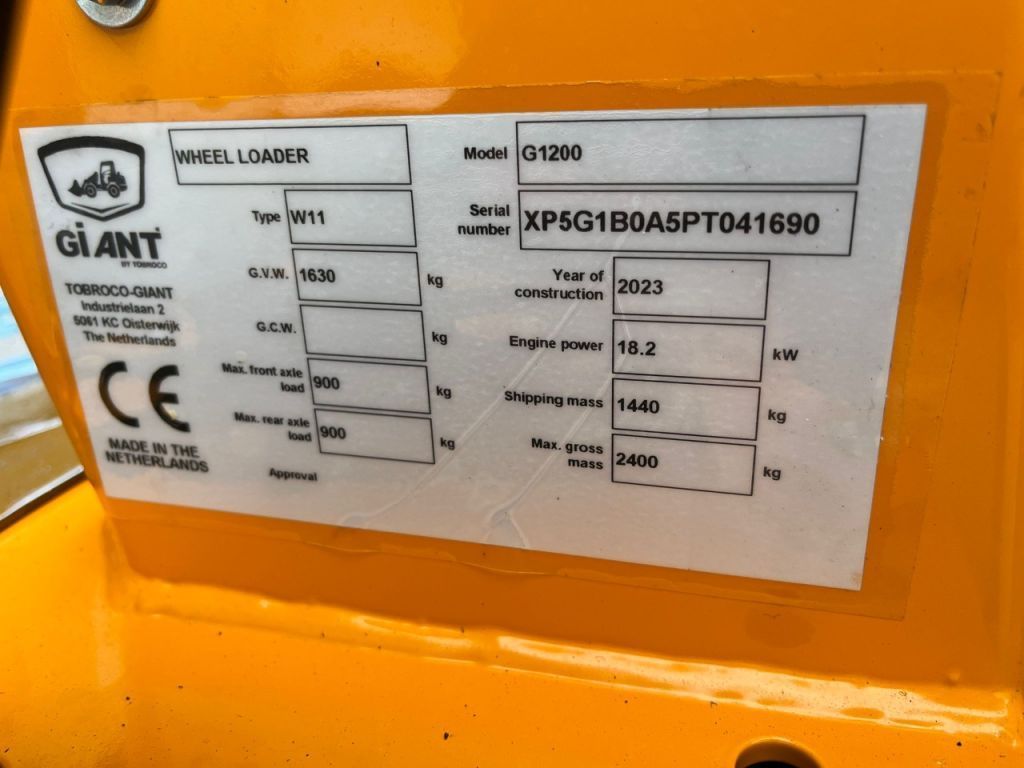 WHEEL LOADER
Model G1200
Type W11
Serial
number XP5G1B0A5PT041690
GiANT
BY TOBROCO
G.V.W. 1630 kg
Year of
construction 2023
TOBROCO-GIANT
Industrielaan 2
5061 KC Oisterwijk
The Netherlands
G.C.W. kg
Engine power 18.2 kW
Max. front axle
load 900 kg
Shipping mass 1440 kg
CE
Max. rear axle
load 900 kg
Max. gross
mass 2400 kg
MADE IN THE
NETHERLANDS
Approval